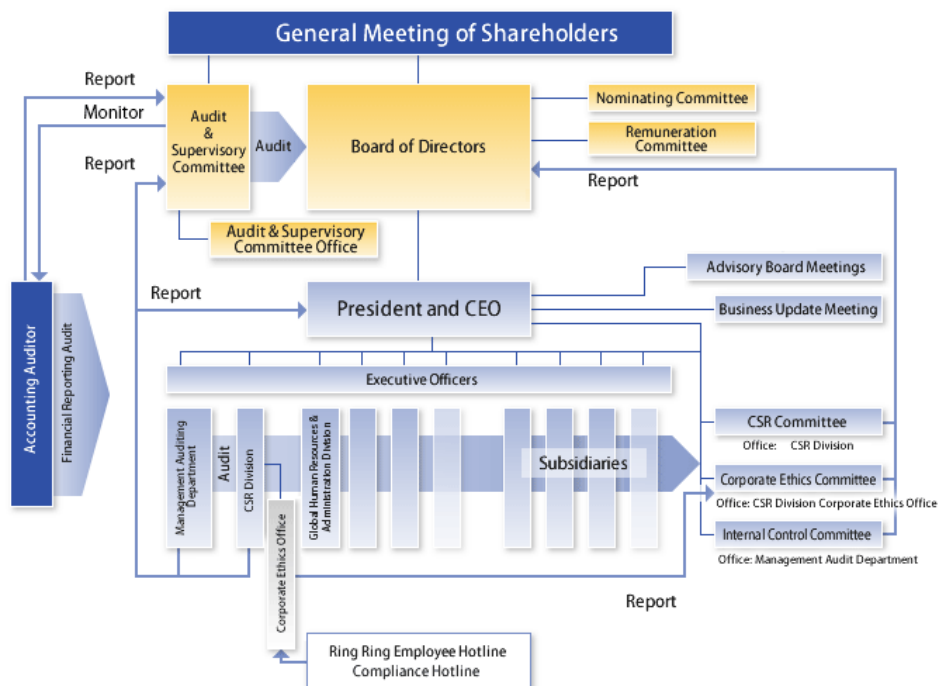 General Meeting of Shareholders
Report
Monitor
Report
Audit
&
Supervisory
Committee
Audit
Board of Directors
Nominating Committee
Remuneration
Committee
Report
Audit & Supervisory
Committee Office
Report
President and CEO
Advisory Board Meetings
Business Update Meeting
Accounting Auditor
Financial Reporting Audit
Executive Officers
Management Auditing
Department
Audit
CSR Division
Global Human Resources &
Administration Division
Subsidiaries
CSR Committee
Office: CSR Division
Corporate Ethics Committee
Office: CSR Division Corporate Ethics Office
Internal Control Committee
Office: Management Audit Department
Corporate Ethics Office
Report
Ring Ring Employee Hotline
Compliance Hotline